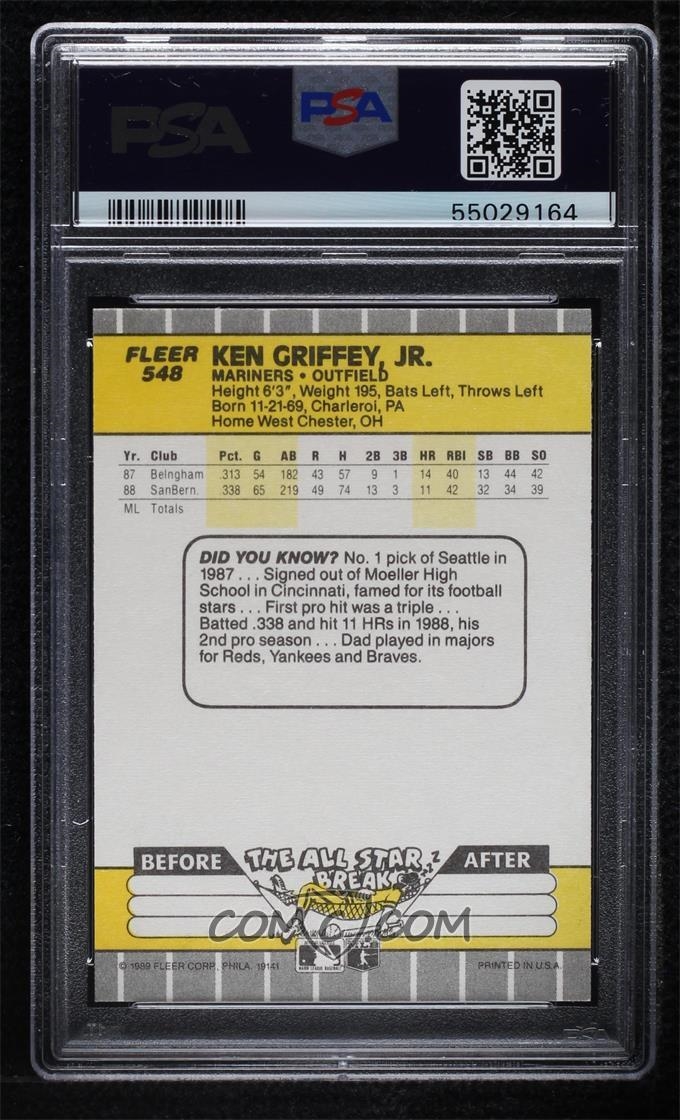 PSA PSA
55029164
FLEER KEN GRIFFEY, JR.
548 MARINERS • OUTFIELD
Height 6'3", Weight 195, Bats Left, Throws Left
Born 11-21-69, Charleroi, PA
Home West Chester, OH
Yr. Club Pct. G AB R H 2B 3B HR RBI SB BB SO
87 Belngham .313 54 182 43 57 9 1 14 40 13 44 42
88 SanBern. .338 65 219 49 74 13 3 11 42 32 34 39
ML Totals
DID YOU KNOW? No. 1 pick of Seattle in
1987 . . . Signed out of Moeller High
School in Cincinnati, famed for its football
stars . . . First pro hit was a triple . . .
Batted .338 and hit 11 HRs in 1988, his
2nd pro season . . . Dad played in majors
for Reds, Yankees and Braves.
BEFORE THE ALL STAR BREAK AFTER
COMC.COM
© 1989 FLEER CORP., PHILA. 19141 MAJOR LEAGUE BASEBALL PRINTED IN U.S.A.